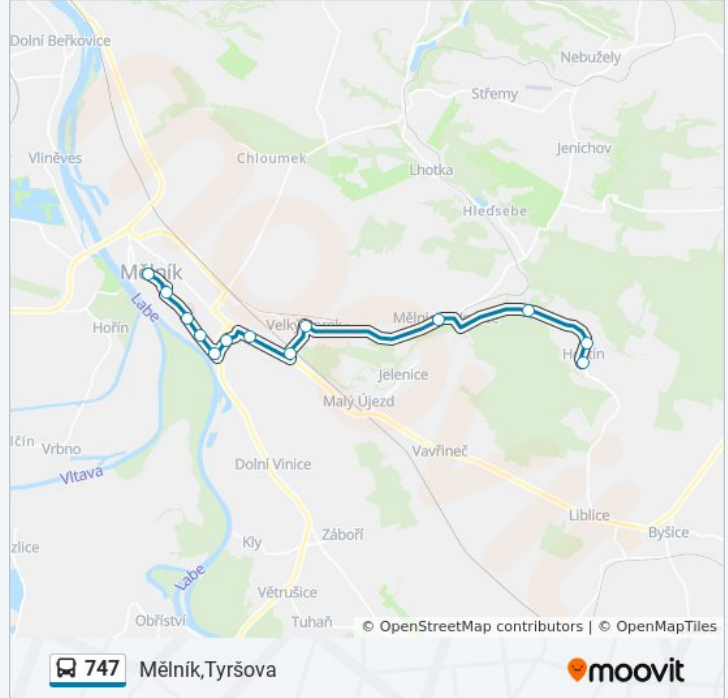 Dolní Beřkovice
Nebužely
Střemy
Vliněves
Chloumek
Jenichov
Lhotka
Hleďsebe
Mělník
Labe
Hořín
Jelenice
Malý Újezd
Vavřineč
Vrbno
Vltava
Dolní Vinice
Liblice
Byšice
Kly
Záboří
Labe
Větrušice
Obříství
Tuhaň
© OpenStreetMap contributors | © OpenMapTiles
747 Mělník,Tyršova
moovit